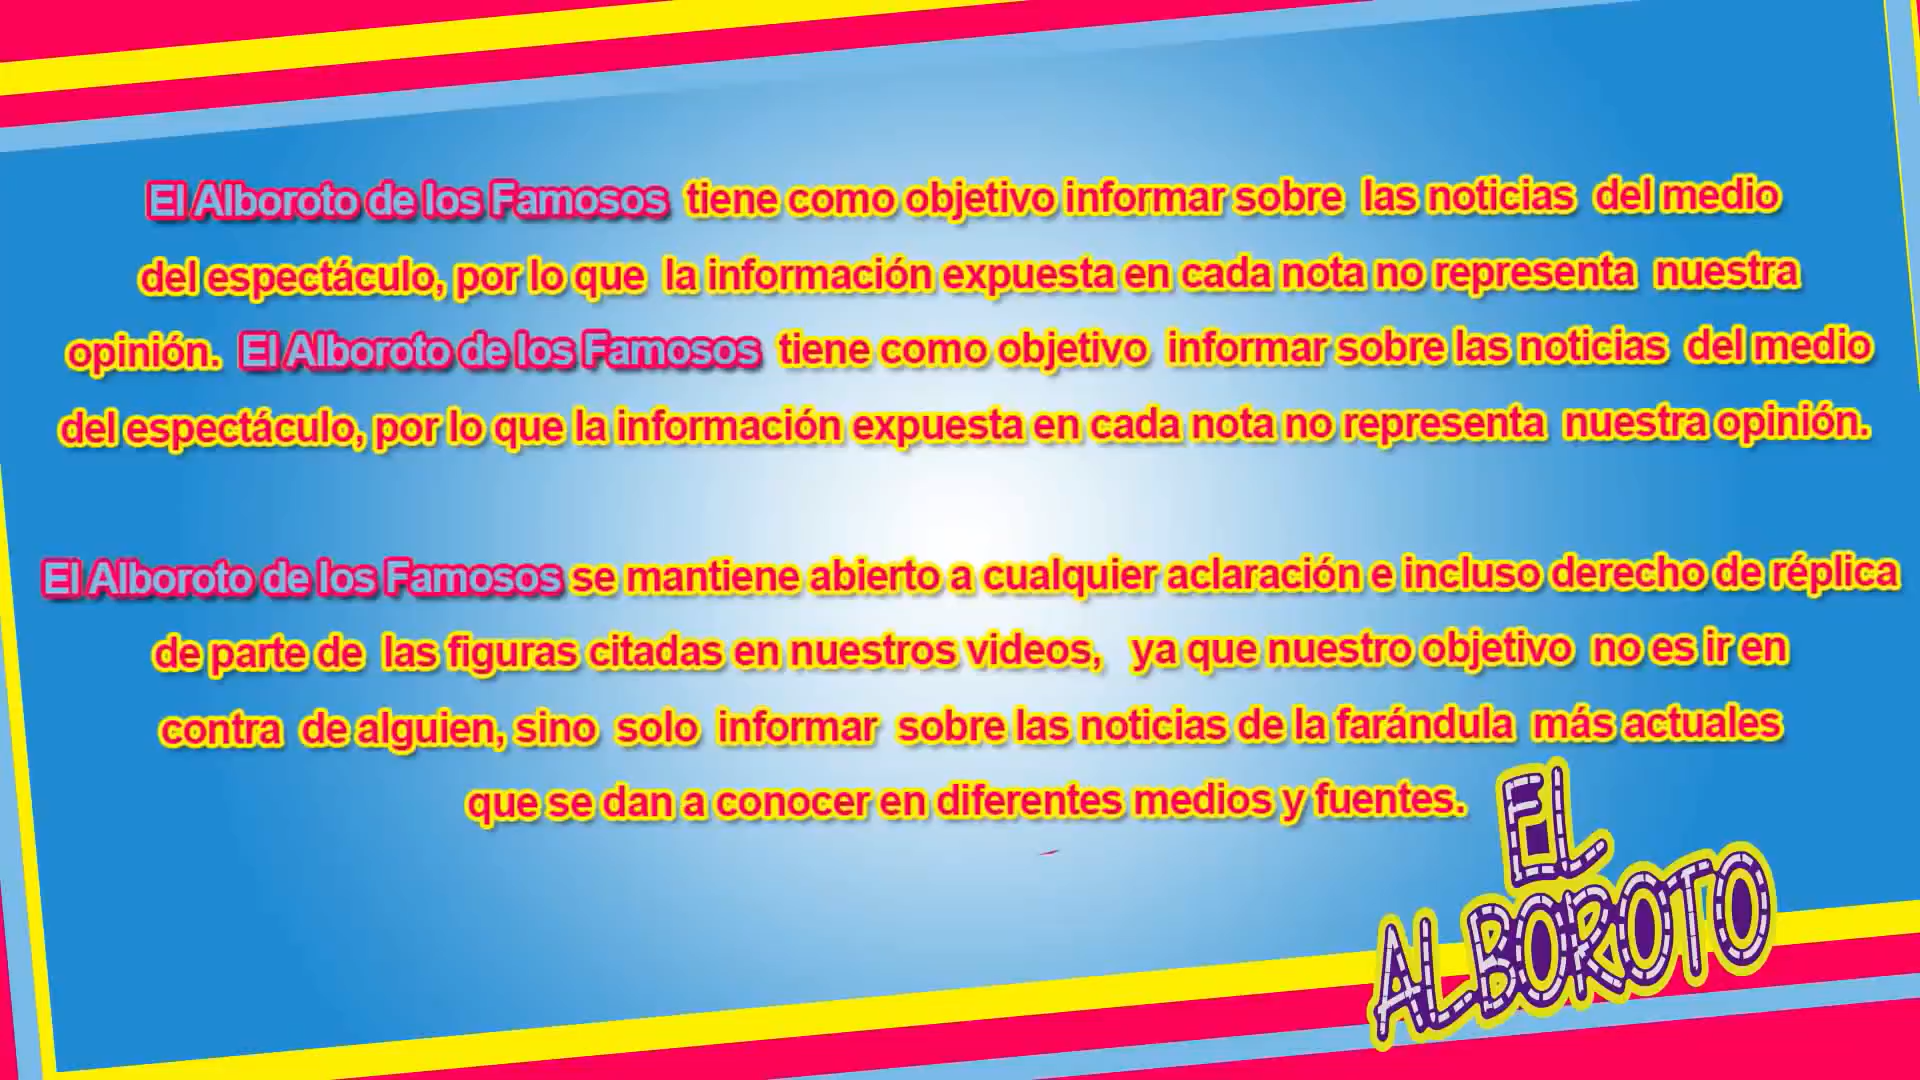 El Alboroto de los Famosos tiene como objetivo informar sobre las noticias del medio
del espectáculo, por lo que la información expuesta en cada nota no representa nuestra
opinión. El Alboroto de los Famosos tiene como objetivo informar sobre las noticias del medio
del espectáculo, por lo que la información expuesta en cada nota no representa nuestra opinión.
El Alboroto de los Famosos se mantiene abierto a cualquier aclaración e incluso derecho de réplica
de parte de las figuras citadas en nuestros videos, ya que nuestro objetivo no es ir en
contra de alguien, sino solo informar sobre las noticias de la farándula más actuales
que se dan a conocer en diferentes medios y fuentes.
EL
ALBOROTO